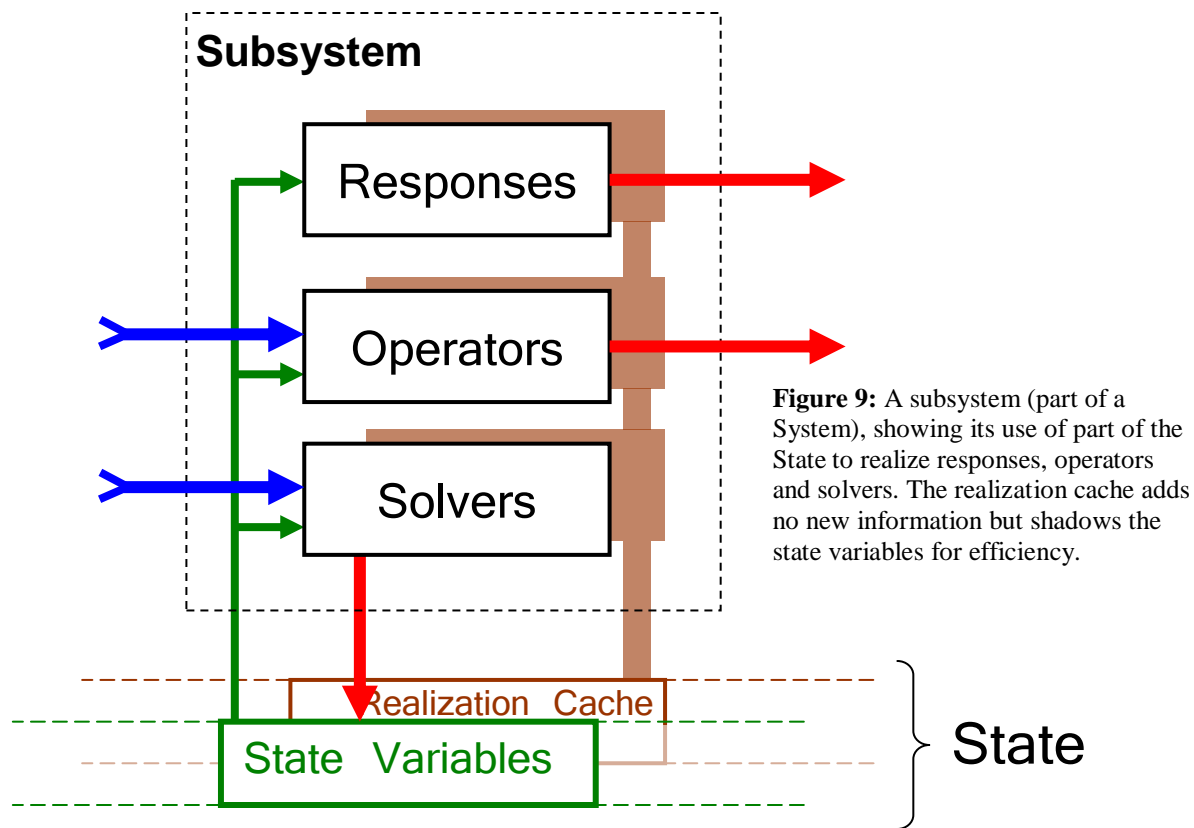 Subsystem
Responses
Operators
Solvers
Figure 9: A subsystem (part of a
System), showing its use of part of the
State to realize responses, operators
and solvers. The realization cache adds
no new information but shadows the
state variables for efficiency.
Realization Cache
State Variables
State